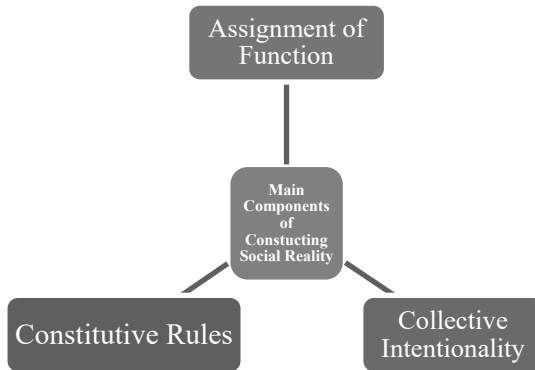 Assignment of
Function
Main
Components
of
Constucting
Social Reality
Constitutive Rules
Collective
Intentionality